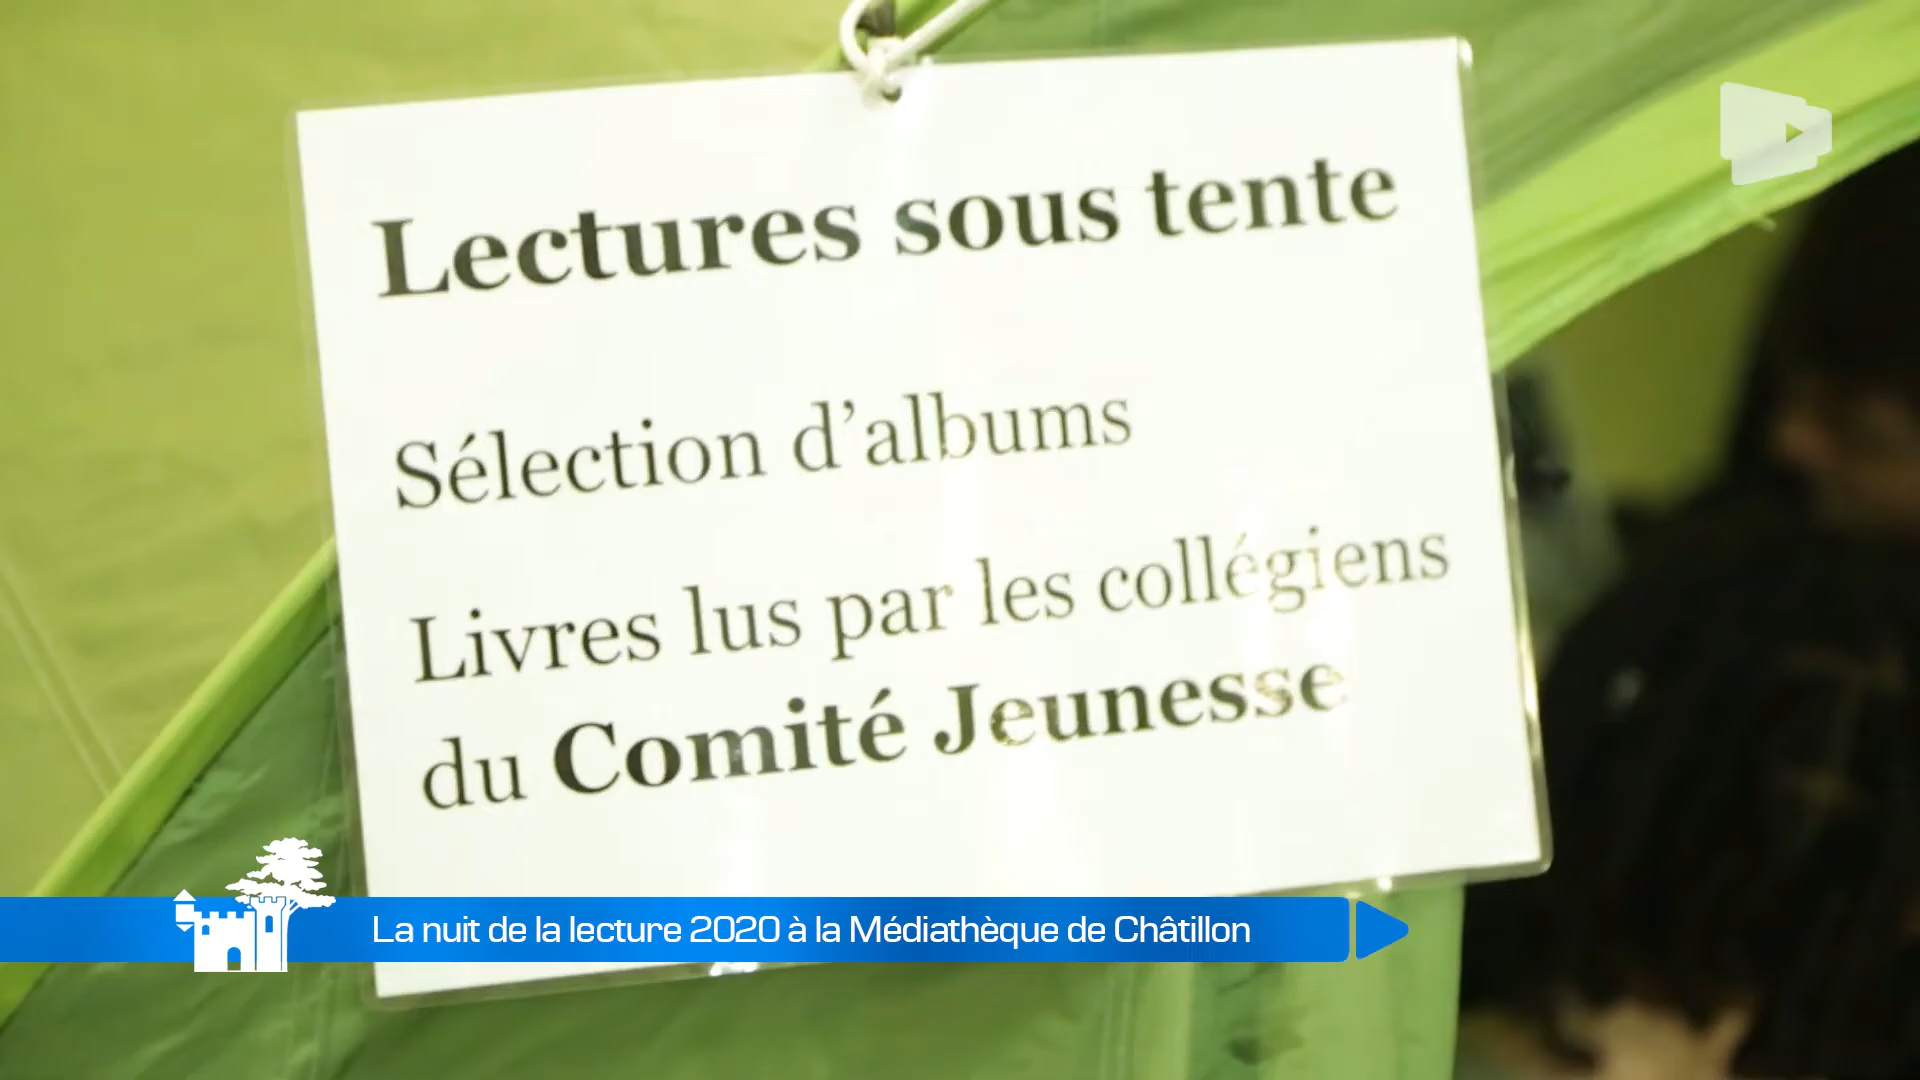 Lectures sous tente
Sélection d’albums
Livres lus par les collégiens
du Comité Jeunesse
La nuit de la lecture 2020 à la Médiathèque de Châtillon